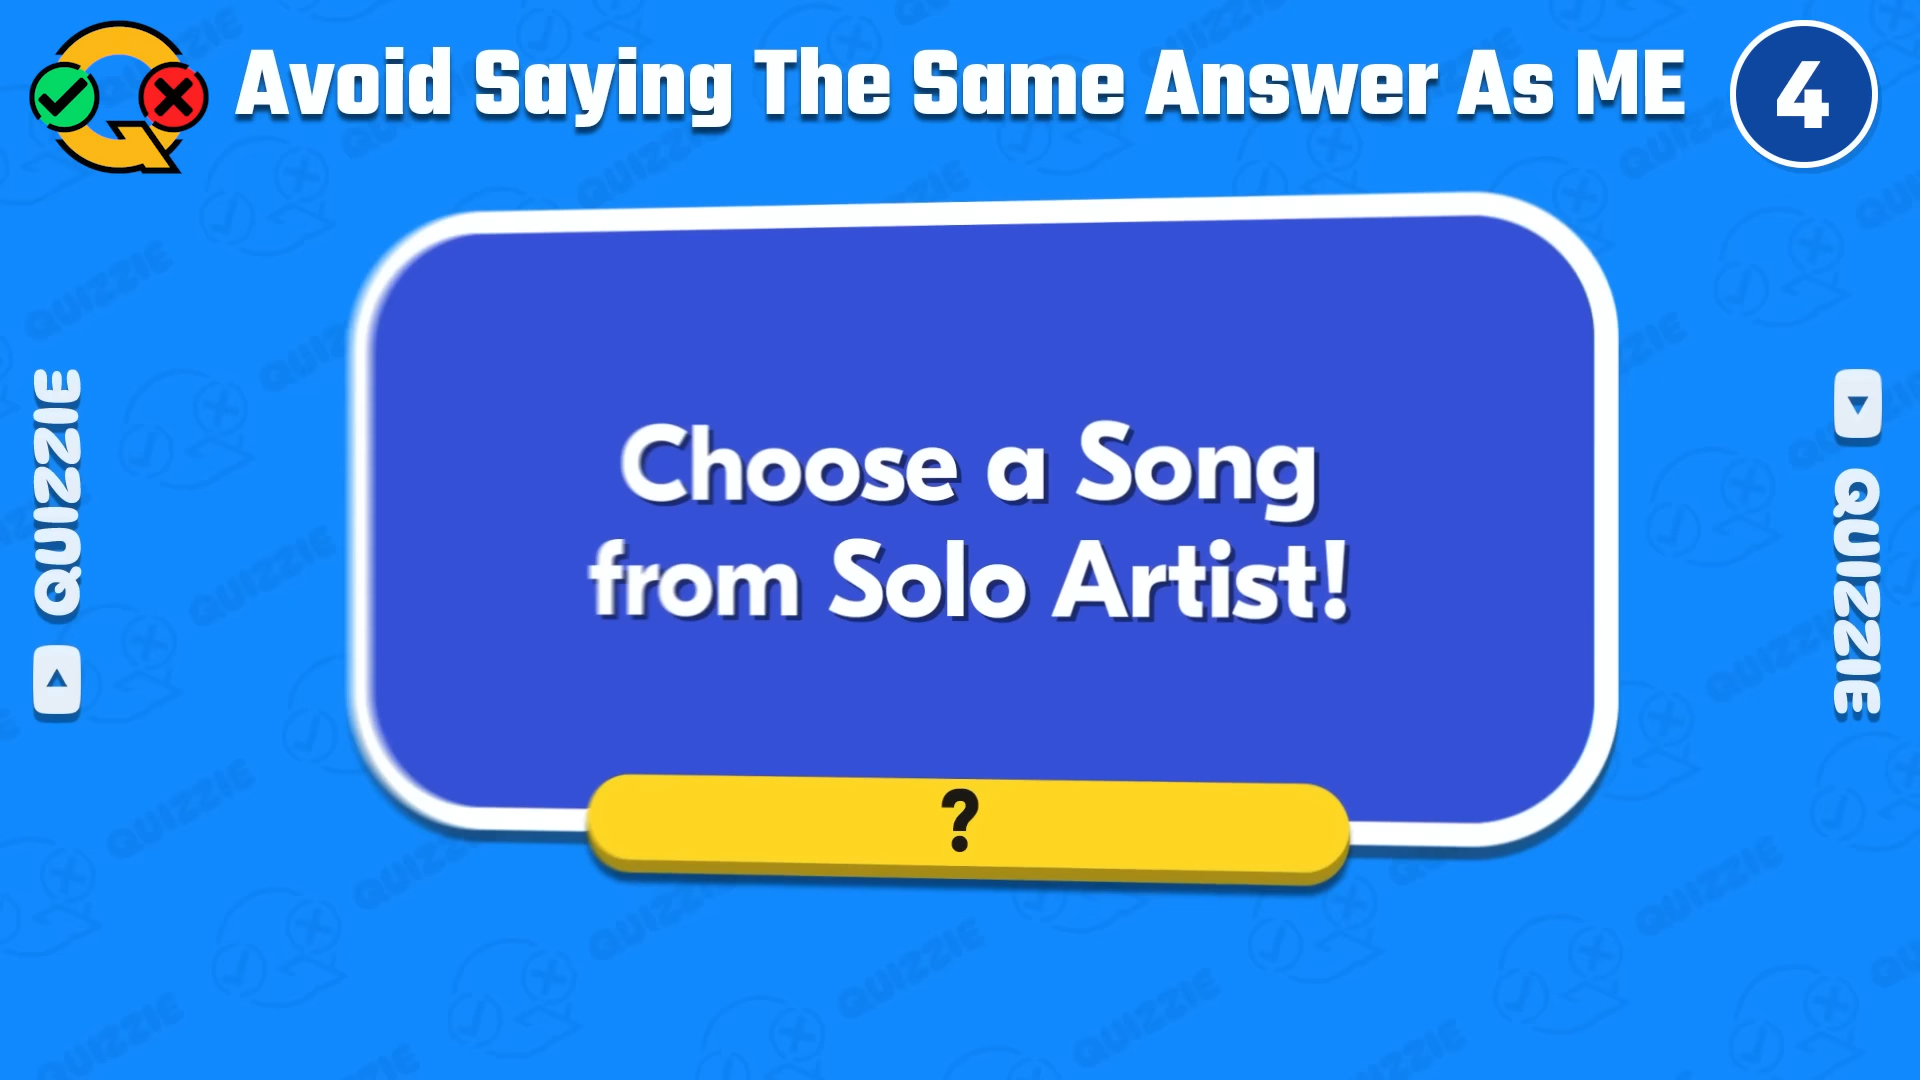 Avoid Saying The Same Answer As ME
4
Choose a Song
from Solo Artist!
?
QUIZZIE
QUIZZIE